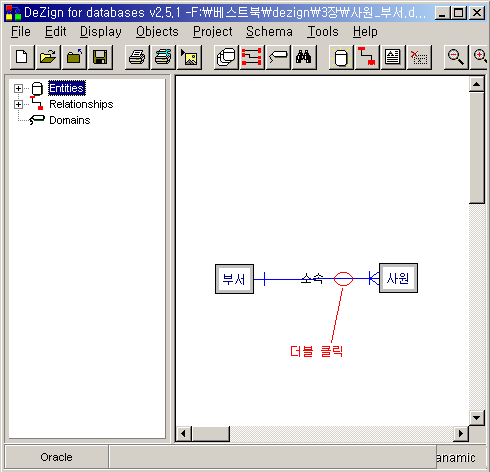 DeZign for databases v2.5.1 -F:₩베스트북₩dezign₩3장₩사원_부서.d...
File Edit Display Objects Project Schema Tools Help
Entities
Relationships
Domains
부서 소속 사원
더블 클릭
Oracle anamic